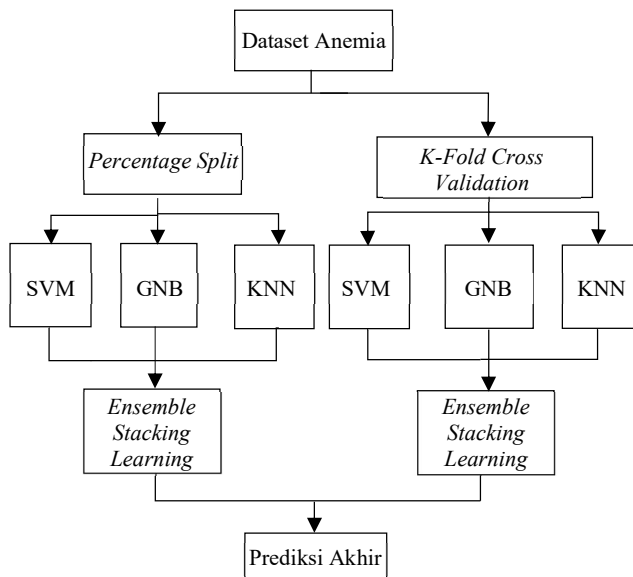 Dataset Anemia
Percentage Split
K-Fold Cross
Validation
SVM
GNB
KNN
SVM
GNB
KNN
Ensemble
Stacking
Learning
Ensemble
Stacking
Learning
Prediksi Akhir